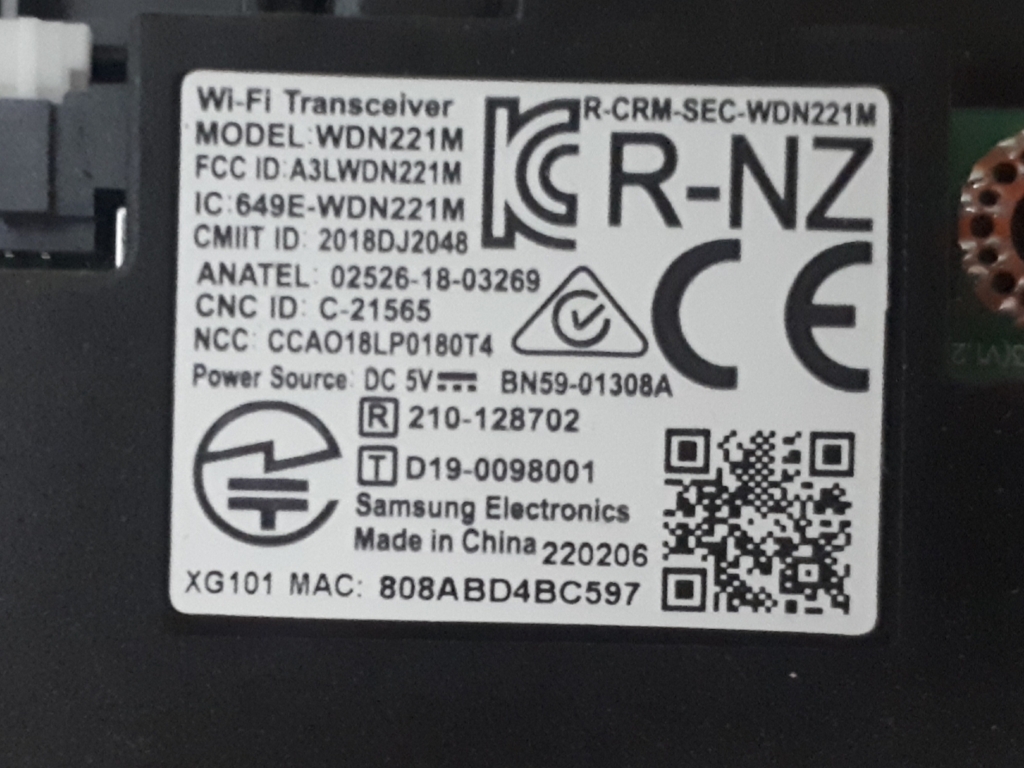 Wi-Fi Transceiver
R-CRM-SEC-WDN221M
MODEL:WDN221M
FCC ID:A3LWDN221M
R-NZ
IC:649E-WDN221M
CMIIT ID: 2018DJ2048
ANATEL: 02526-18-03269
CE
CNC ID: C-21565
NCC: CCAO18LP0180T4
Power Source: DC 5V BN59-01308A
R 210-128702
T D19-0098001
Samsung Electronics
Made in China 220206
XG101 MAC: 808ABD4BC597